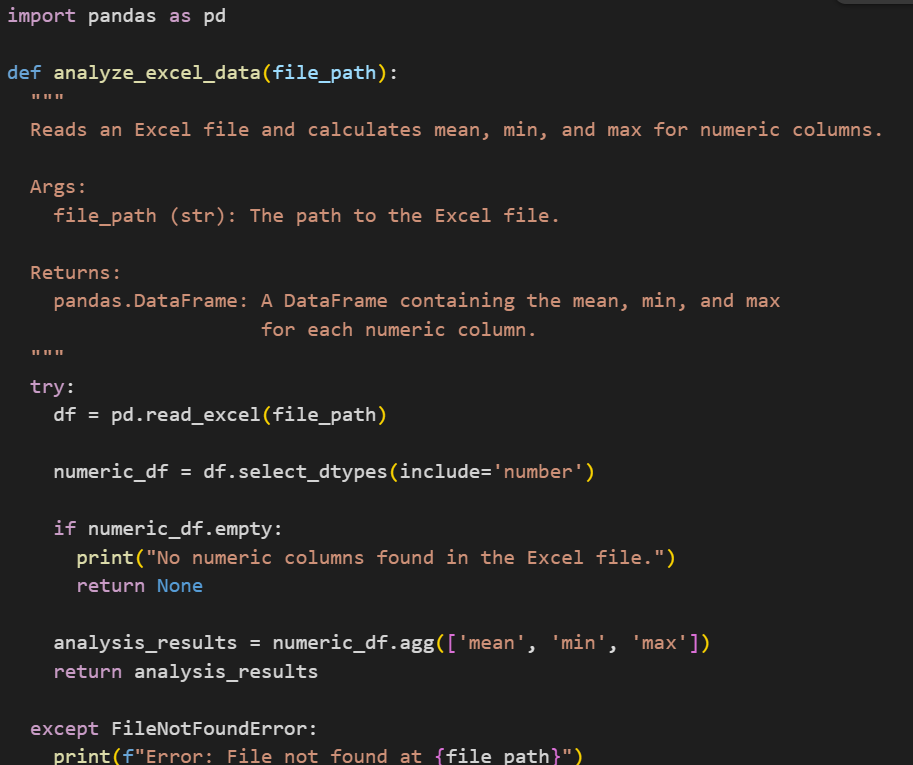 import pandas as pd
def analyze_excel_data(file_path):
"""
Reads an Excel file and calculates mean, min, and max for numeric columns.
Args:
file_path (str): The path to the Excel file.
Returns:
pandas.DataFrame: A DataFrame containing the mean, min, and max
for each numeric column.
"""
try:
df = pd.read_excel(file_path)
numeric_df = df.select_dtypes(include='number')
if numeric_df.empty:
print("No numeric columns found in the Excel file.")
return None
analysis_results = numeric_df.agg(['mean', 'min', 'max'])
return analysis_results
except FileNotFoundError:
print(f"Error: File not found at {file_path}")